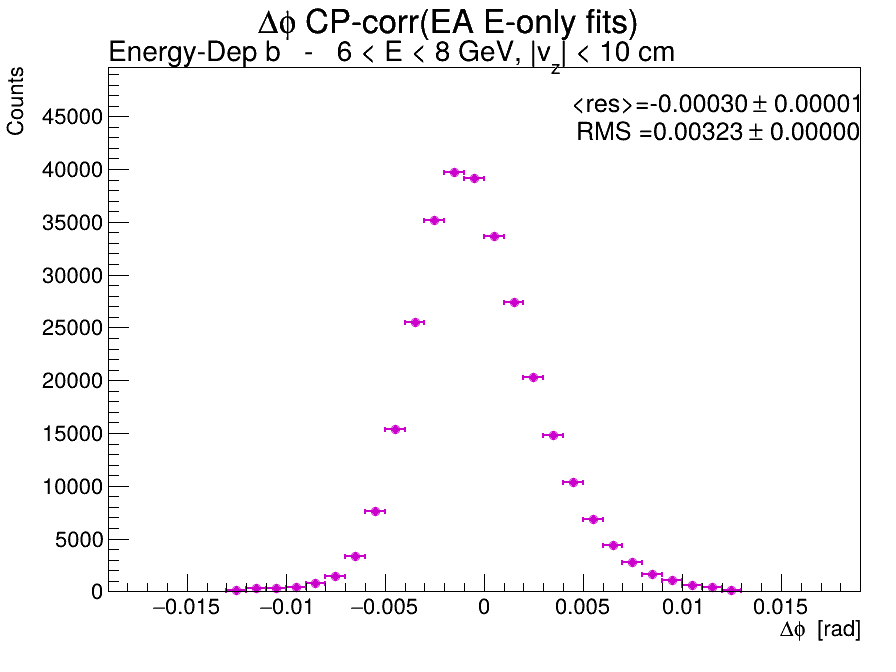 Δϕ CP-corr(EA E-only fits)
Energy-Dep b - 6 < E < 8 GeV, |v_z| < 10 cm
Counts
<res>=-0.00030 ± 0.00001
RMS =0.00323 ± 0.00000
45000
40000
35000
30000
25000
20000
15000
10000
5000
0
−0.015 −0.01 −0.005 0 0.005 0.01 0.015
Δϕ [rad]